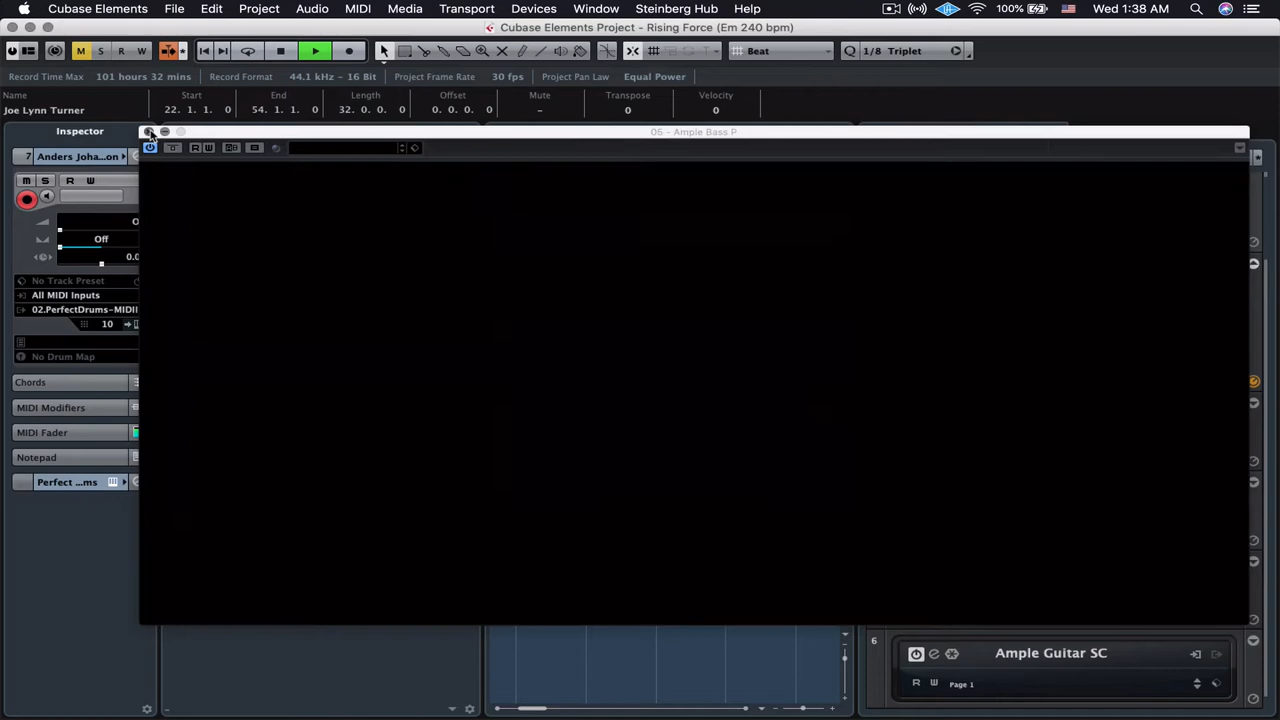 Cubase Elements File Edit Project Audio MIDI Media Transport Devices Window Steinberg Hub Help 100% Wed 1:38 AM
Cubase Elements Project - Rising Force (Em 240 bpm)
M S R W Beat Q 1/8 Triplet
Record Time Max 101 hours 32 mins Record Format 44.1 kHz - 16 Bit Project Frame Rate 30 fps Project Pan Law Equal Power
Name Start End Length Offset Mute Transpose Velocity
Joe Lynn Turner 22. 1. 1. 0 54. 1. 1. 0 32. 0. 0. 0 0. 0. 0. 0 – 0 0
Inspector
05 - Ample Bass P
R W
7 Anders Joha...on
M S R W
Off
0.0
No Track Preset
All MIDI Inputs
02.PerfectDrums-MIDII
10
No Drum Map
Chords
MIDI Modifiers
MIDI Fader
Notepad
Perfect ...ms
6 Ample Guitar SC
R W Page 1